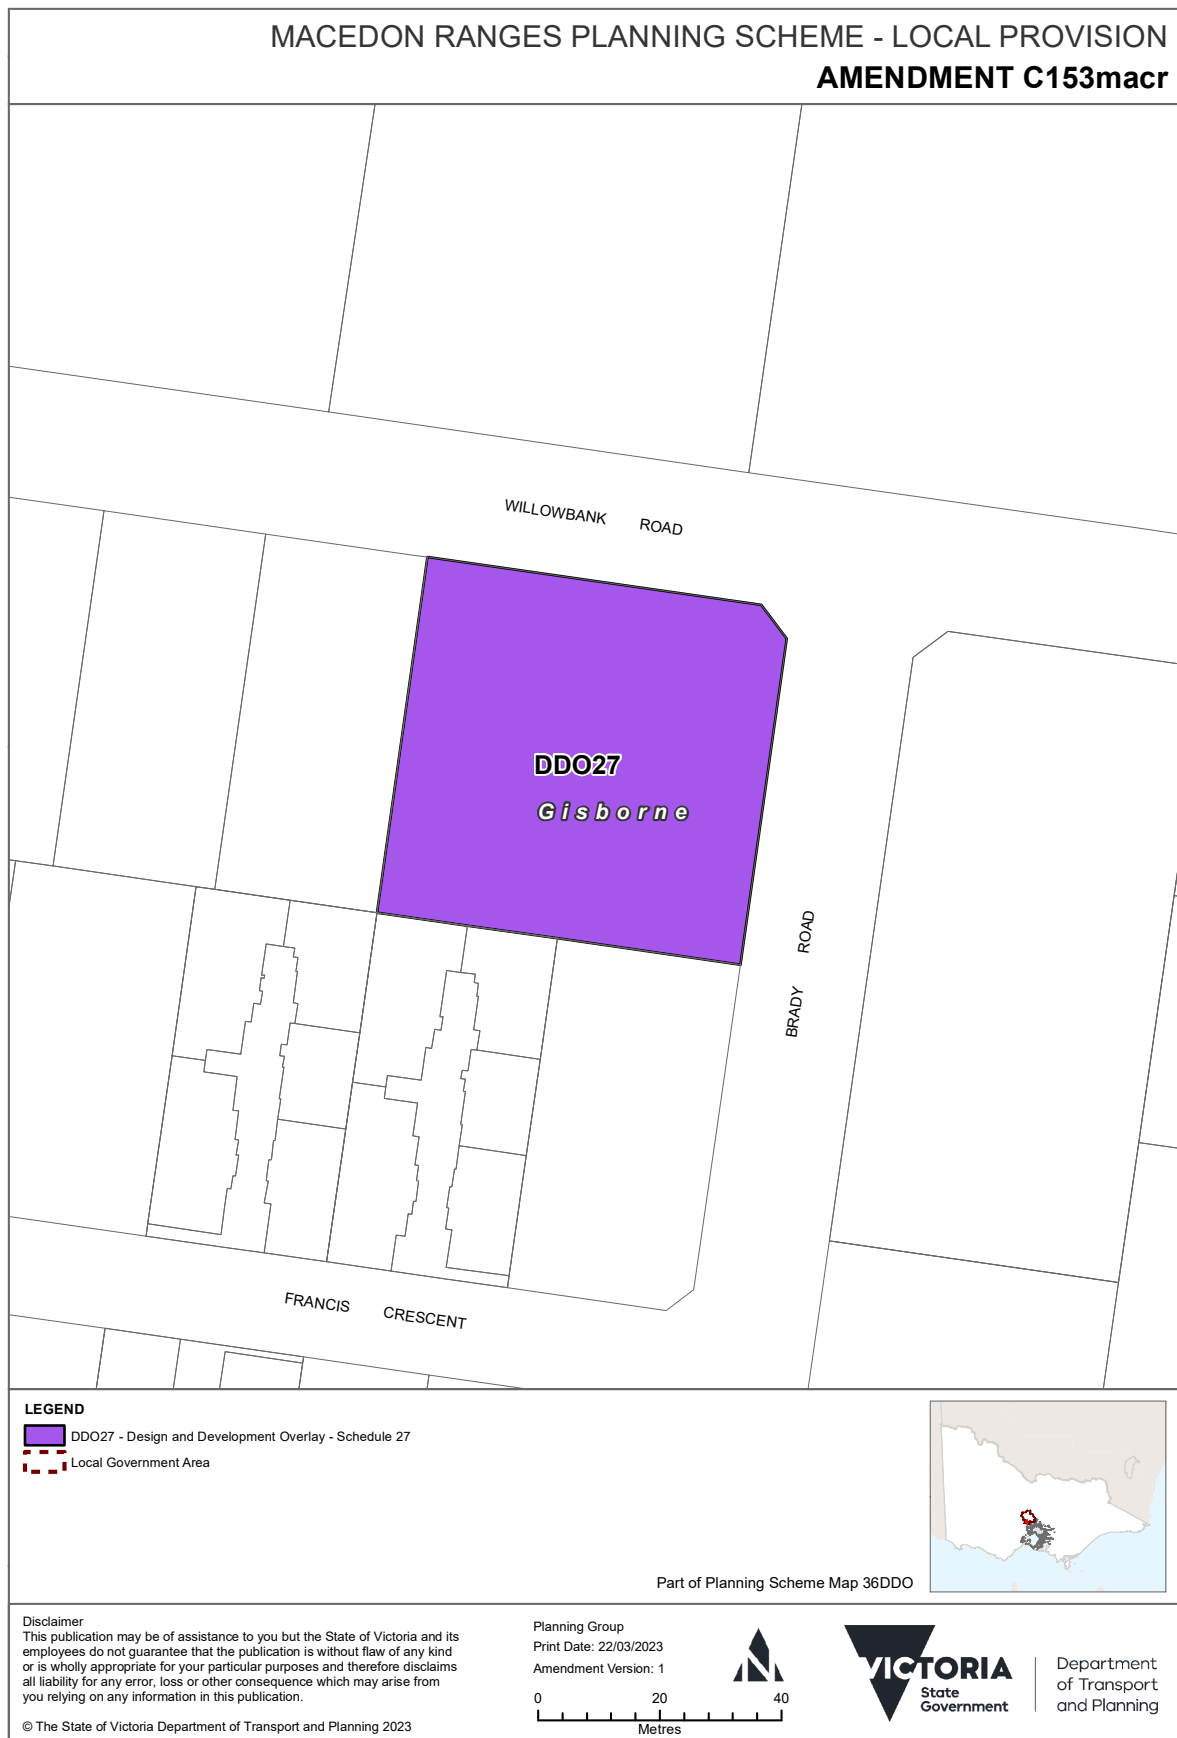 MACEDON RANGES PLANNING SCHEME - LOCAL PROVISION
AMENDMENT C153macr
WILLOWBANK ROAD
DDO27
Gisborne
BRADY ROAD
FRANCIS CRESCENT
LEGEND
DDO27 - Design and Development Overlay - Schedule 27
Local Government Area
Part of Planning Scheme Map 36DDO
Disclaimer
This publication may be of assistance to you but the State of Victoria and its
employees do not guarantee that the publication is without flaw of any kind
or is wholly appropriate for your particular purposes and therefore disclaims
all liability for any error, loss or other consequence which may arise from
you relying on any information in this publication.
© The State of Victoria Department of Transport and Planning 2023
Planning Group
Print Date: 22/03/2023
Amendment Version: 1
N
0 20 40
Metres
VICTORIA
State
Government
Department
of Transport
and Planning